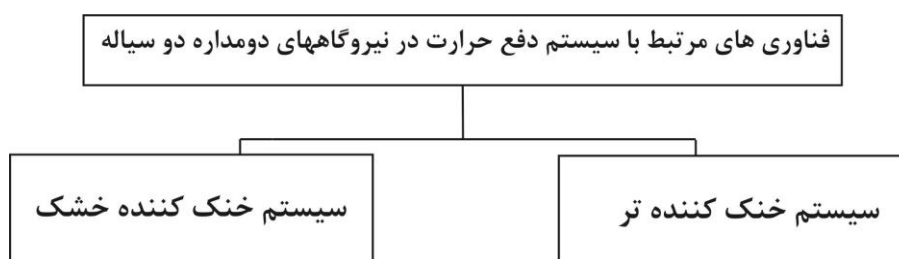 فناوری های مرتبط با سیستم دفع حرارت در نیروگاههای دومداره دو سیاله
سیستم خنک کننده تر
سیستم خنک کننده خشک